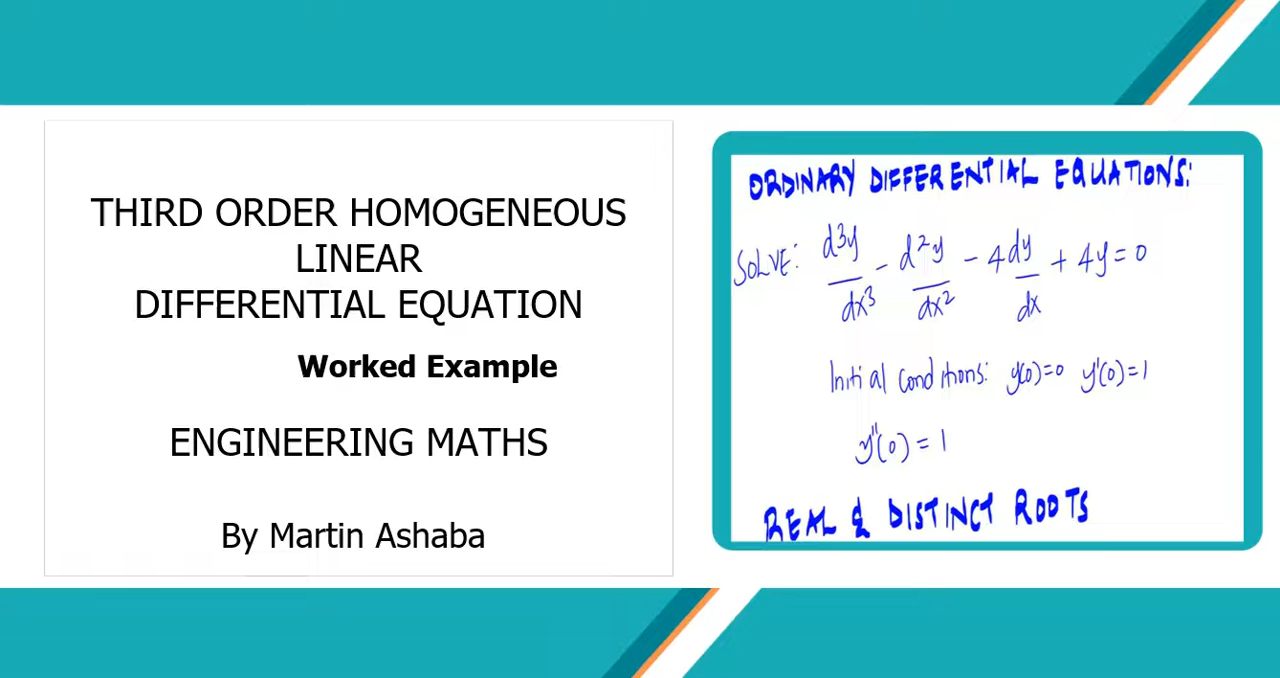 THIRD ORDER HOMOGENEOUS
LINEAR
DIFFERENTIAL EQUATION
Worked Example
ENGINEERING MATHS
By Martin Ashaba
ORDINARY DIFFERENTIAL EQUATIONS:
SOLVE: d³y/dx³ - d²y/dx² - 4dy/dx + 4y = 0
Initial conditions: y(0)=0 y'(0)=1
y''(0) = 1
REAL & DISTINCT ROOTS